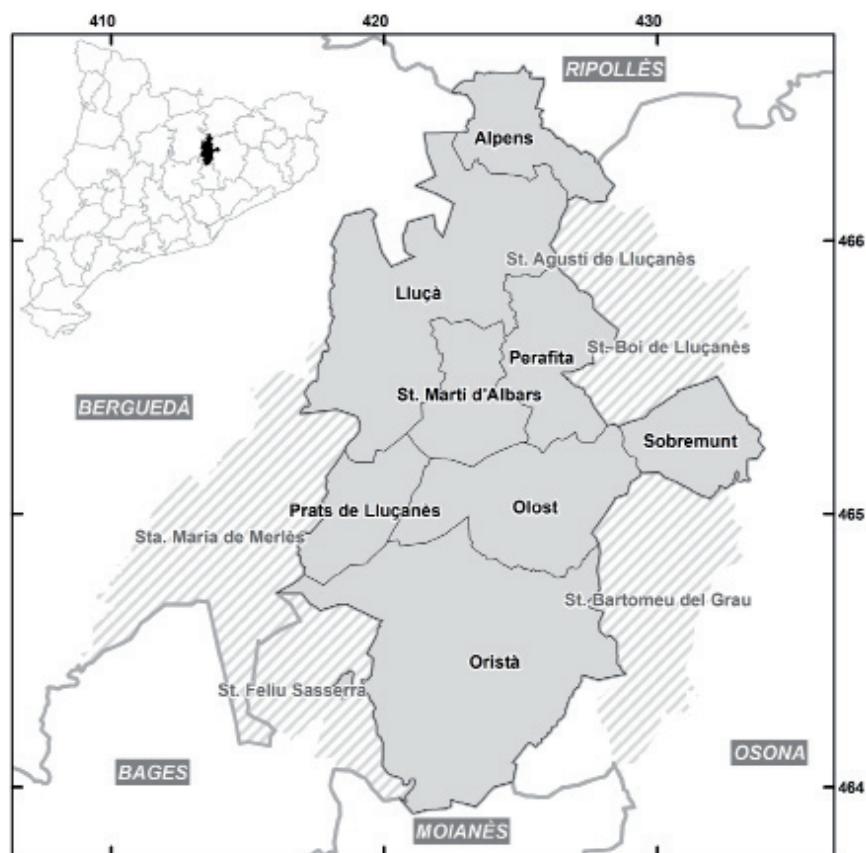 410 420 430
RIPOLLÈS
Alpens
466
St. Agustí de Lluçanès
Lluçà
St. Boi de Lluçanès
Perafita
St. Martí d'Albars
BERGUEDÀ
Sobremunt
Prats de Lluçanès
Olost
465
Sta. Maria de Merlès
St. Bartomeu del Grau
Oristà
St. Feliu Sasserra
OSONA
BAGES
464
MOIANÈS